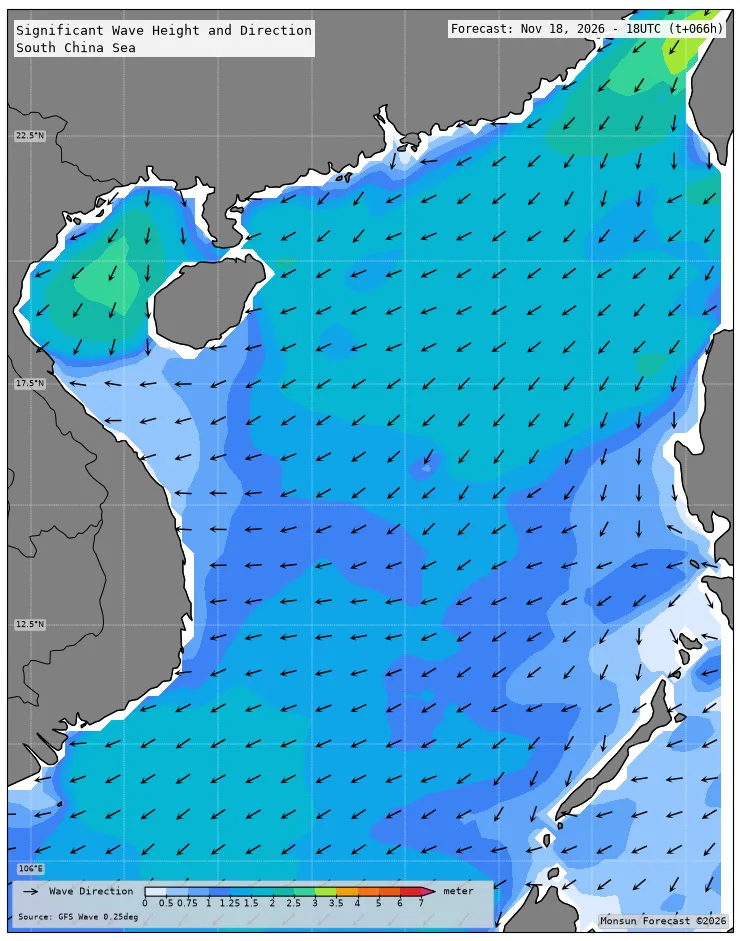 Significant Wave Height and Direction
South China Sea
Forecast: Nov 18, 2026 - 18UTC (t+066h)
22.5°N
17.5°N
12.5°N
106°E
Wave Direction
0 0.5 0.75 1 1.25 1.5 2 2.5 3 3.5 4 5 6 7 meter
Source: GFS Wave 0.25deg
Monsun Forecast ©2026